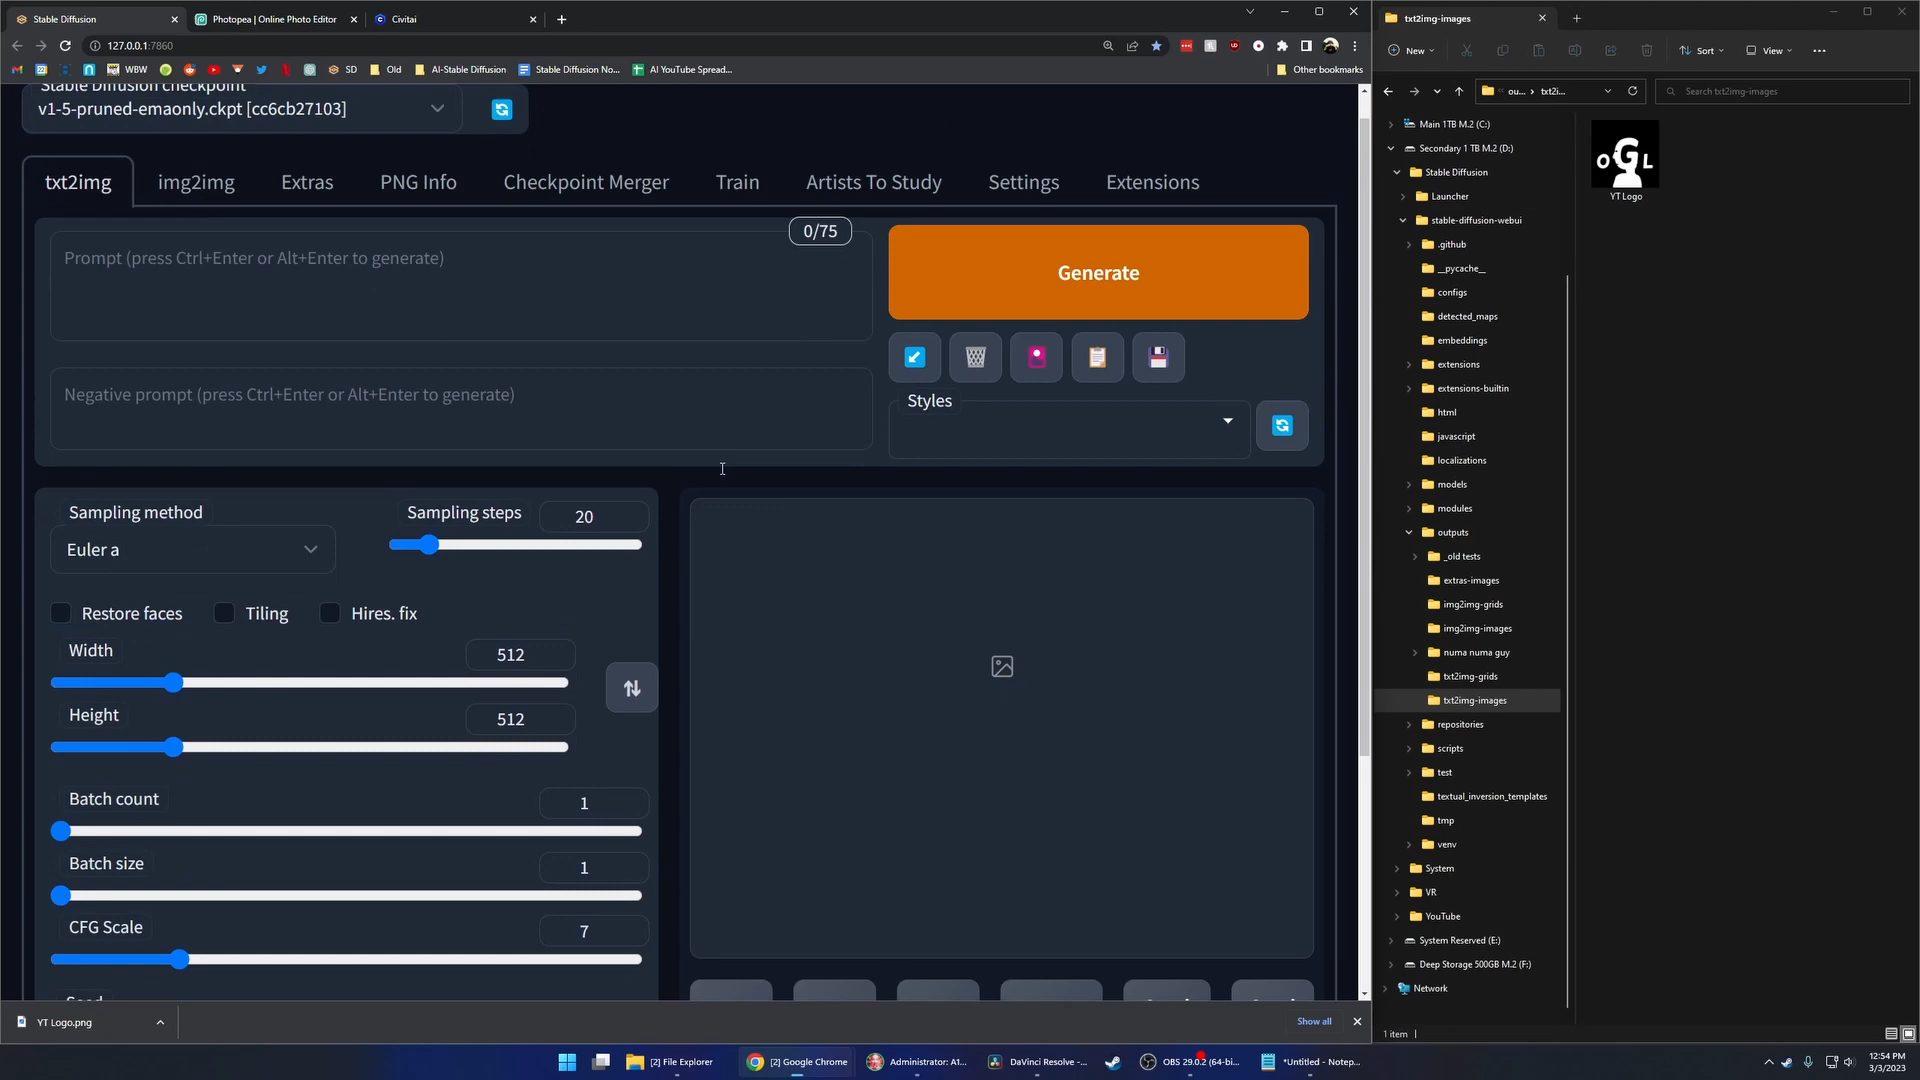 Stable Diffusion
Photopea | Online Photo Editor
Civitai
127.0.0.1:7860
WBW
SD
Old
AI-Stable Diffusion
Stable Diffusion No...
AI YouTube Spread...
Other bookmarks
Stable Diffusion checkpoint
v1-5-pruned-emaonly.ckpt [cc6cb27103]
txt2img
img2img
Extras
PNG Info
Checkpoint Merger
Train
Artists To Study
Settings
Extensions
0/75
Prompt (press Ctrl+Enter or Alt+Enter to generate)
Generate
Negative prompt (press Ctrl+Enter or Alt+Enter to generate)
Styles
Sampling method
Euler a
Sampling steps
20
Restore faces
Tiling
Hires. fix
Width
512
Height
512
Batch count
1
Batch size
1
CFG Scale
7
Seed
YT Logo.png
Show all
txt2img-images
New
Sort
View
ou...
txt2i...
Search txt2img-images
Main 1TB M.2 (C:)
Secondary 1 TB M.2 (D:)
Stable Diffusion
Launcher
stable-diffusion-webui
.github
__pycache__
configs
detected_maps
embeddings
extensions
extensions-builtin
html
javascript
localizations
models
modules
outputs
_old tests
extras-images
img2img-grids
img2img-images
numa numa guy
txt2img-grids
txt2img-images
repositories
scripts
test
textual_inversion_templates
tmp
venv
System
VR
YouTube
System Reserved (E:)
Deep Storage 500GB M.2 (F:)
Network
OGL
YT Logo
1 item
[2] File Explorer
[2] Google Chrome
Administrator: A1...
DaVinci Resolve -...
OBS 29.0.2 (64-bi...
*Untitled - Notep...
12:54 PM
3/3/2023